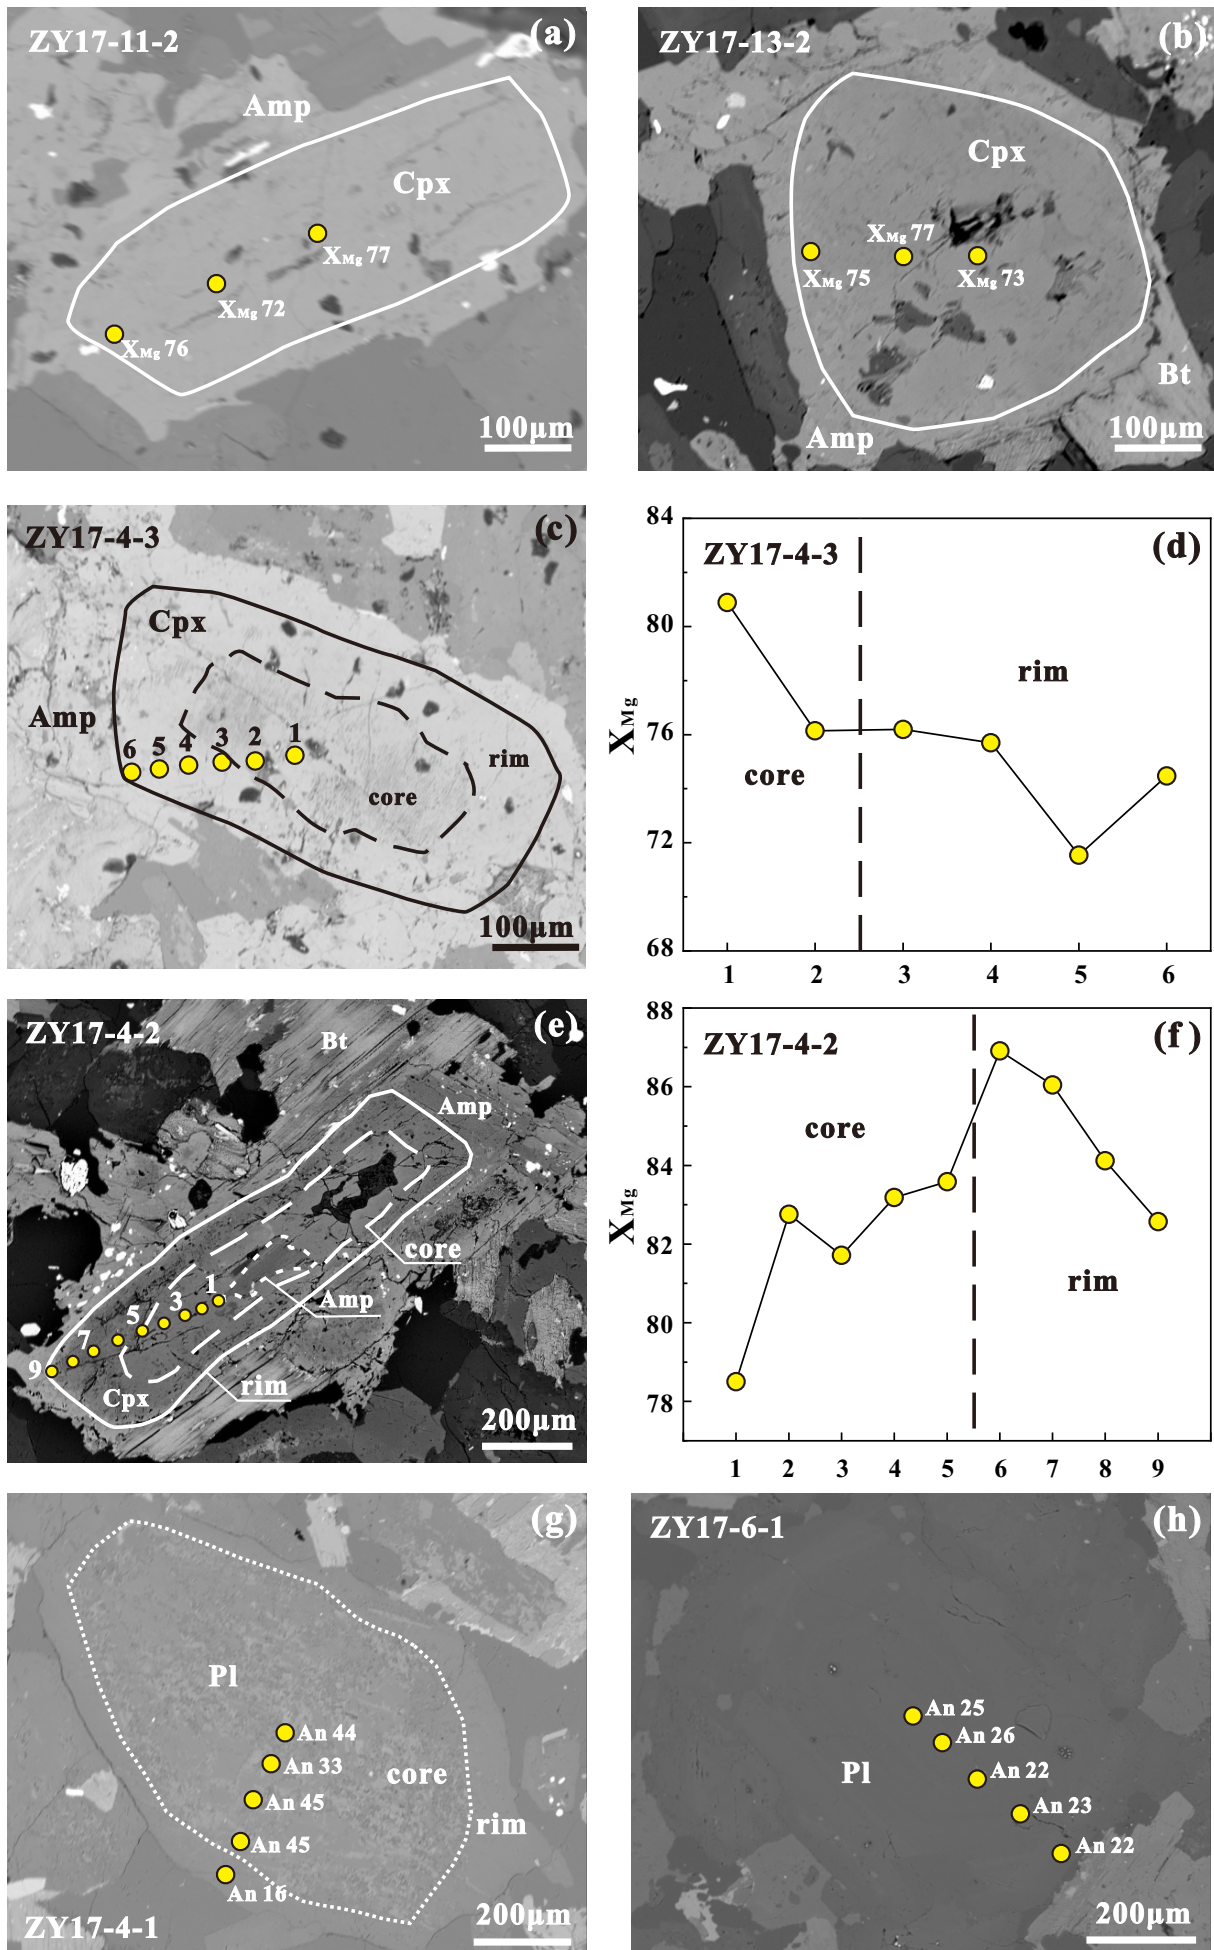 ZY17-11-2
(a)
Amp
Cpx
XMg 77
XMg 72
XMg 76
100μm
ZY17-13-2
(b)
Cpx
XMg 77
XMg 75
XMg 73
Bt
Amp
100μm
ZY17-4-3
(c)
Cpx
Amp
6 5 4 3 2 1
rim
core
100μm
84
80
76
72
68
XMg
ZY17-4-3
(d)
core
rim
1 2 3 4 5 6
ZY17-4-2
(e)
Bt
Amp
core
Amp
1
3
5
7
9
Cpx
rim
200μm
88
86
84
82
80
78
XMg
ZY17-4-2
(f)
core
rim
1 2 3 4 5 6 7 8 9
(g)
Pl
An 44
An 33
core
An 45
rim
An 45
An 16
ZY17-4-1
200μm
ZY17-6-1
(h)
An 25
An 26
Pl
An 22
An 23
An 22
200μm